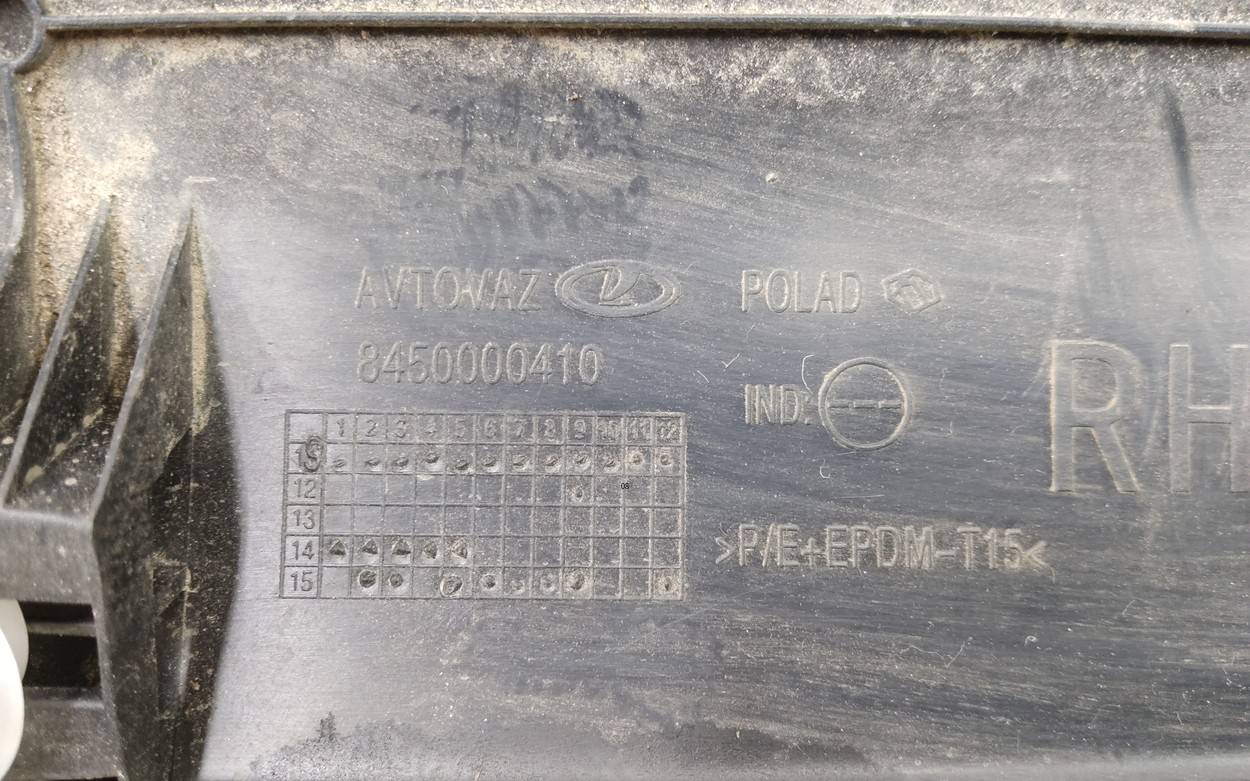 AVTOVAZ POLAD
8450000410
IND:
RH
1 2 3 4 5 6 7 8 9 10 11 12
12
13
14
15
>P/E+EPDM-T15<